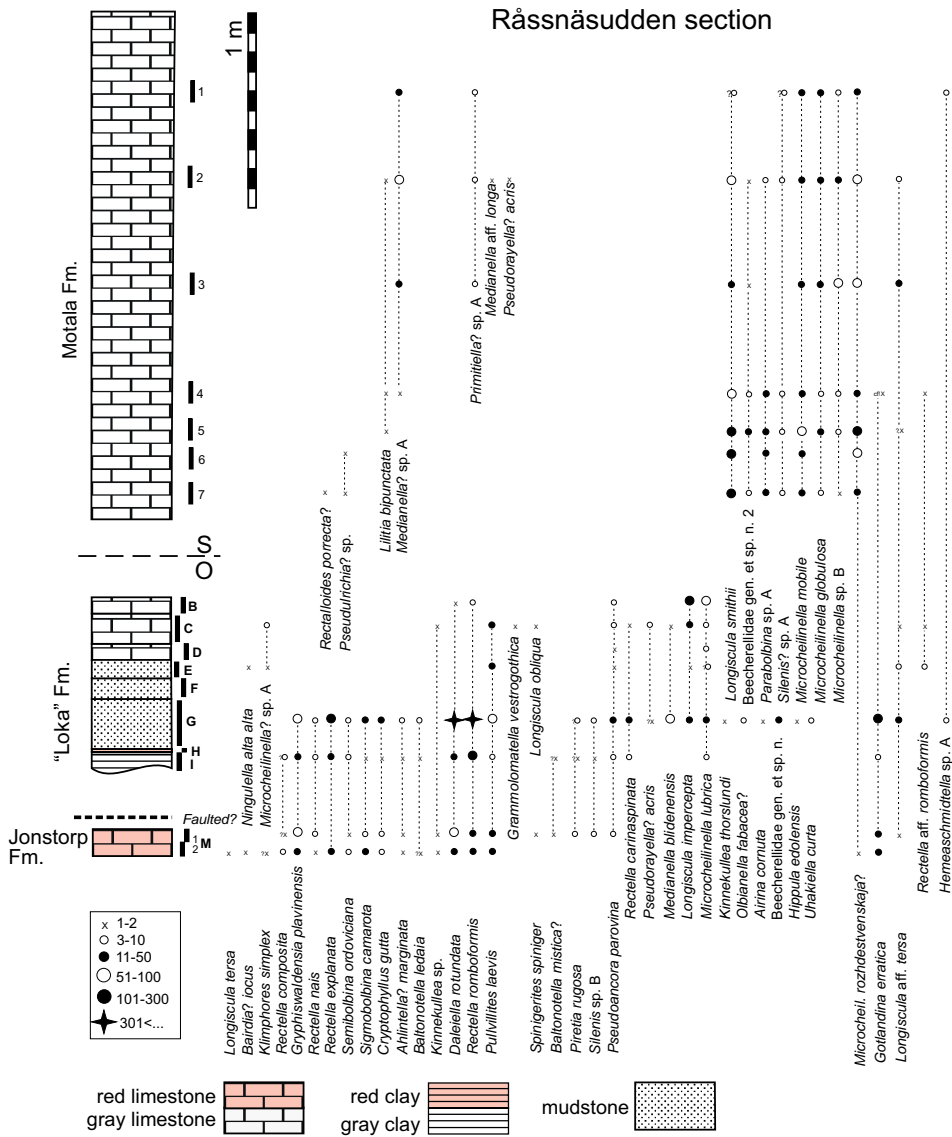 Råssnäsudden section
1 m
Motala Fm.
1
2
3
4
5
6
7
S
O
"Loka" Fm.
B
C
D
E
F
G
H
I
Faulted?
Jonstorp
Fm.
1 M
2
Longiscula tersa
Bairdia? iocus
Klimphores simplex
Rectella composita
Gryphiswaldensia plavinensis
Rectella nais
Rectella explanata
Semibolbina ordoviciana
Sigmobolbina camarota
Cryptophyllus gutta
Ahlintella? marginata
Baltonotella ledaia
Kinnekullea sp.
Daleiela rotundata
Rectella romboformis
Pulvillites laevis
Ningulella alta alta
Microcheilinella? sp. A
Rectalloides porrecta?
Pseudulrichia? sp.
Lilitia bipunctata
Medianella? sp. A
Primitiella? sp. A
Medianella aff. longa
Pseudorayella? acris
Grammolomatella vestrogothica
Longiscula obliqua
Spinigerites spiniger
Baltonotella mistica?
Piretia rugosa
Silenis sp. B
Pseudoancora parovina
Rectella carinaspinata
Pseudorayella? acris
Medianella blidenensis
Longiscula impercepta
Microcheilinella lubrica
Kinnekullea thorslundi
Olbianella fabacea?
Airina cornuta
Beecherellidae gen. et sp. n.
Hippula edolensis
Uhakiella curta
Longiscula smithii
Beecherellidae gen. et sp. n. 2
Parabolbina sp. A
Silenis? sp. A
Microcheilinella mobile
Microcheilinella globulosa
Microcheilinella sp. B
Microcheil. rozhdestvenskaja?
Gotlandina erratica
Longiscula aff. tersa
Rectella aff. romboformis
Hemeaschmidtella sp. A
x 1-2
3-10
11-50
51-100
101-300
301<...
red limestone
gray limestone
red clay
gray clay
mudstone